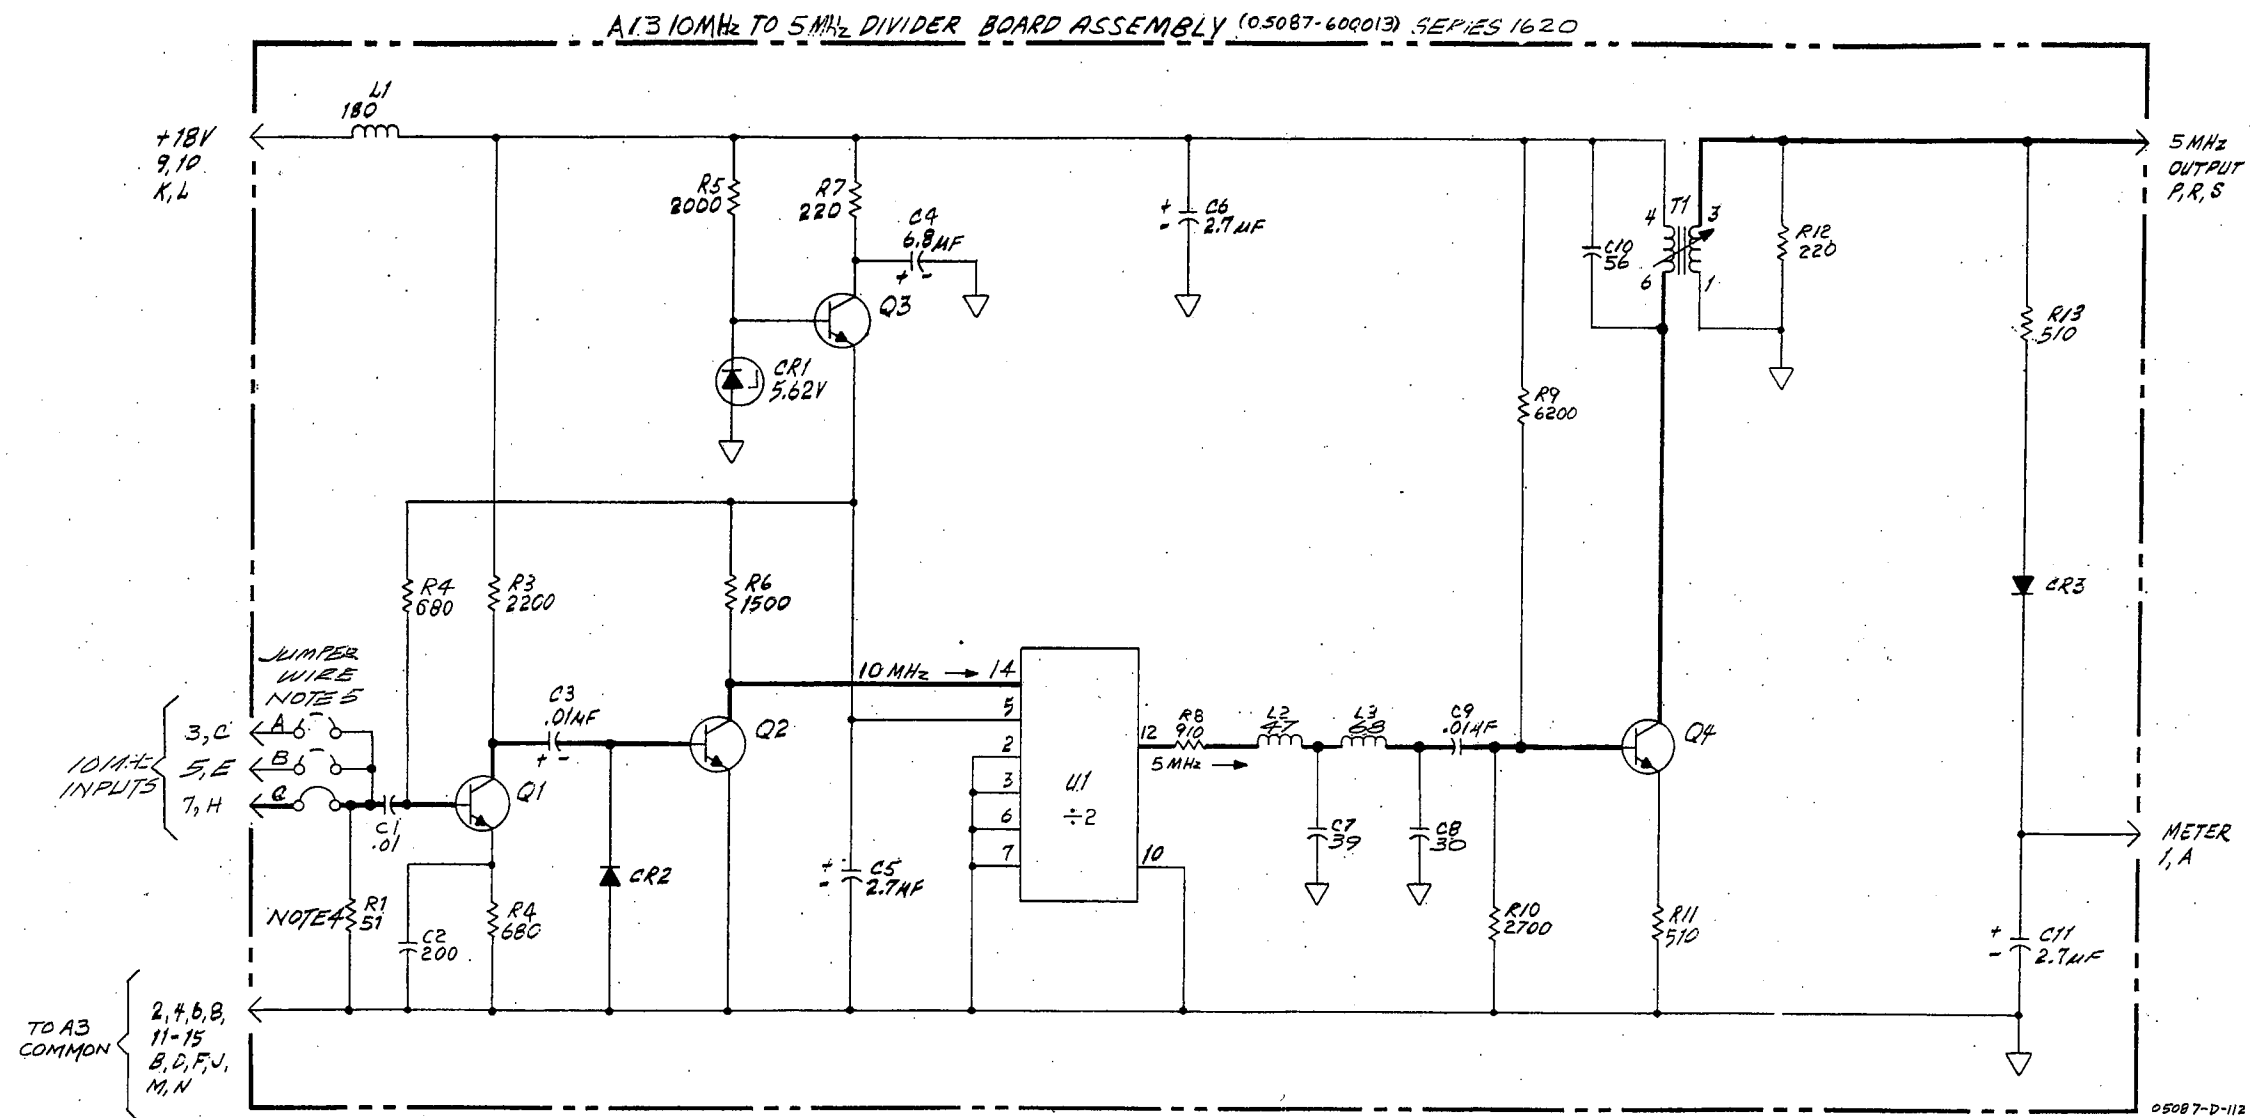 A13 10MHz TO 5MHz DIVIDER BOARD ASSEMBLY (05087-600013) SERIES 1620
L1
180
+18V
9,10
K,L
R5
2000
R7
220
C4
6.8µF
+ -
Q3
CR1
5.62V
+
-
C6
2.7µF
R9
6200
C10
56
T1
4
3
6
1
R12
220
5MHz
OUTPUT
P,R,S
R13
510
CR3
METER
1,A
+
-
C11
2.7µF
R4
680
R3
2200
R6
1500
JUMPER
WIRE
NOTE 5
10MHz
INPUTS
3,C
A
5,E
B
7,H
C
C1
.01
NOTE 4
R1
51
C2
200
R4
680
Q1
C3
.01µF
+ -
CR2
Q2
10MHz
14
5
2
3
6
7
U1
÷2
12
10
+
-
C5
2.7µF
R8
910
5MHz
L2
47
L3
68
C9
.01µF
C7
39
C8
30
R10
2700
Q4
R11
510
TO A3
COMMON
2,4,6,8,
11-15
B,D,F,J,
M,N
05087-D-112